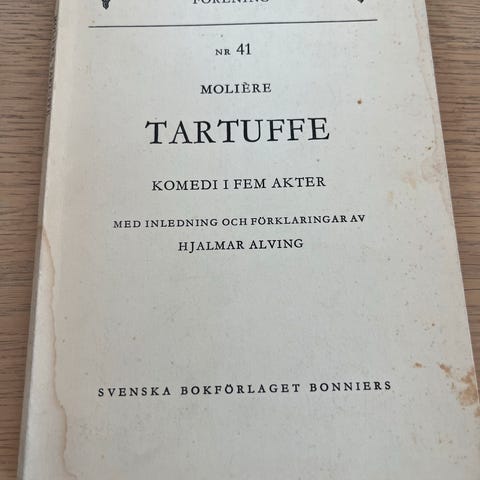 FÖRENING
NR 41
MOLIÈRE
TARTUFFE
KOMEDI I FEM AKTER
MED INLEDNING OCH FÖRKLARINGAR AV
HJALMAR ALVING
SVENSKA BOKFÖRLAGET BONNIERS